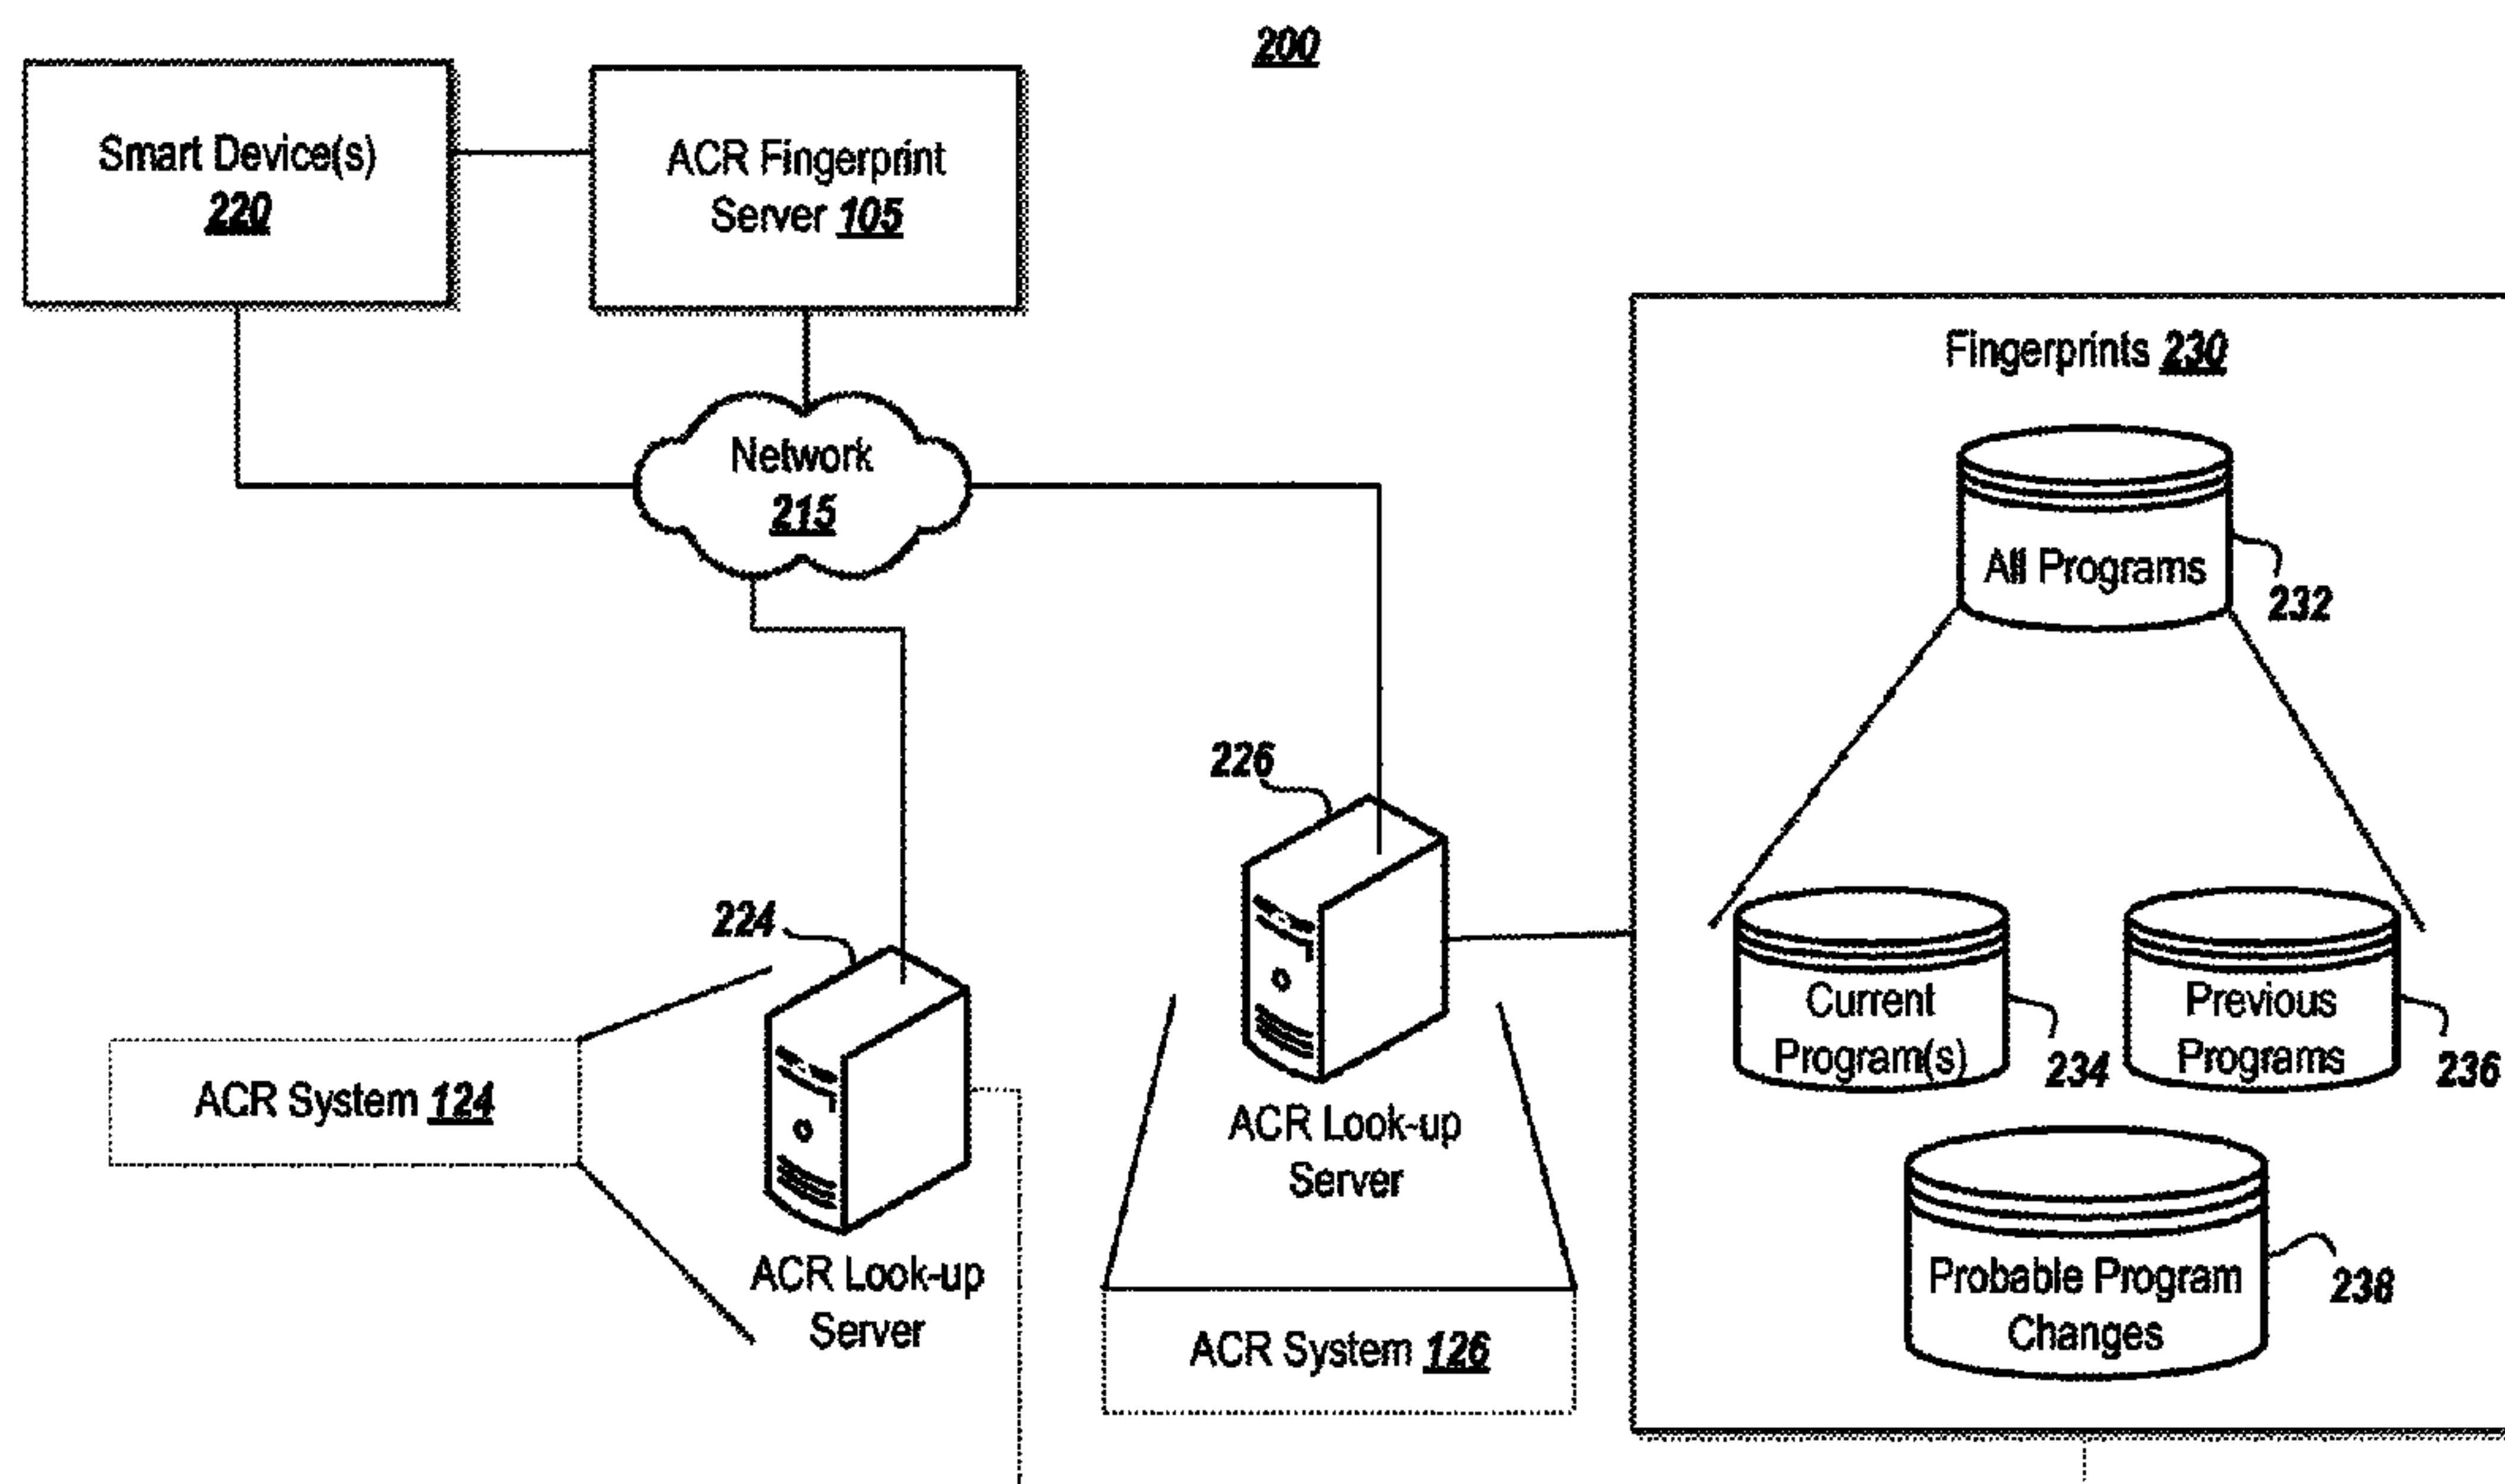 200
Smart Device(s)
220
ACR Fingerprint
Server 105
Network
215
Fingerprints 230
All Programs
232
226
224
Current
Program(s)
234
Previous
Programs
236
ACR System 124
ACR Look-up
Server
ACR Look-up
Server
Probable Program
Changes
238
ACR System 126